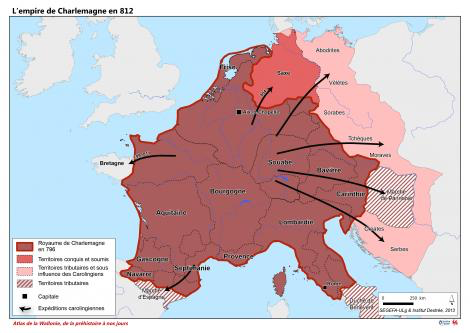 L'empire de Charlemagne en 812
Abodrites
Frise
Saxe
Vélètes
Aix-la-Chapelle
Sorabes
Tchèques
Moraves
Bretagne
Souabe
Bavière
Bourgogne
Carinthie
Marche
de Pannonie
Aquitaine
Lombardie
Croates
Serbes
Gascogne
Provence
Septimanie
Navarre
Marche
d'Espagne
Duché de
Bénévent
Royaume de Charlemagne
en 796
Territoires conquis et soumis
Territoires tributaires et sous
influence des Carolingiens
Territoires tributaires
Capitale
Expéditions carolingiennes
0 250 km
SEGEFA-ULg & Institut Destrée, 2013
Atlas de la Wallonie, de la préhistoire à nos jours